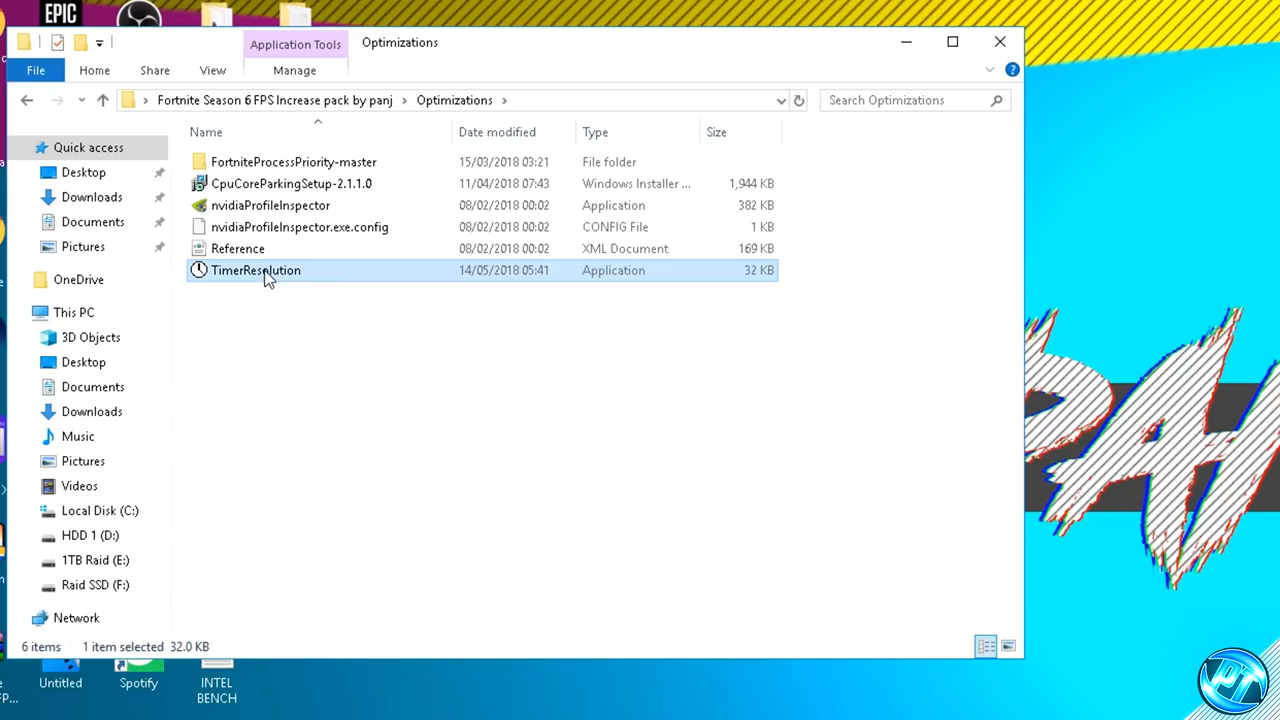 EPIC
Application Tools
Optimizations
File
Home
Share
View
Manage
Fortnite Season 6 FPS Increase pack by panj
Optimizations
Search Optimizations
Name
Date modified
Type
Size
Quick access
Desktop
Downloads
Documents
Pictures
OneDrive
This PC
3D Objects
Desktop
Documents
Downloads
Music
Pictures
Videos
Local Disk (C:)
HDD 1 (D:)
1TB Raid (E:)
Raid SSD (F:)
Network
FortniteProcessPriority-master 15/03/2018 03:21 File folder
CpuCoreParkingSetup-2.1.1.0 11/04/2018 07:43 Windows Installer ... 1,944 KB
nvidiaProfileInspector 08/02/2018 00:02 Application 382 KB
nvidiaProfileInspector.exe.config 08/02/2018 00:02 CONFIG File 1 KB
Reference 08/02/2018 00:02 XML Document 169 KB
TimerResolution 14/05/2018 05:41 Application 32 KB
6 items 1 item selected 32.0 KB
Untitled
Spotify
INTEL
BENCH
PT